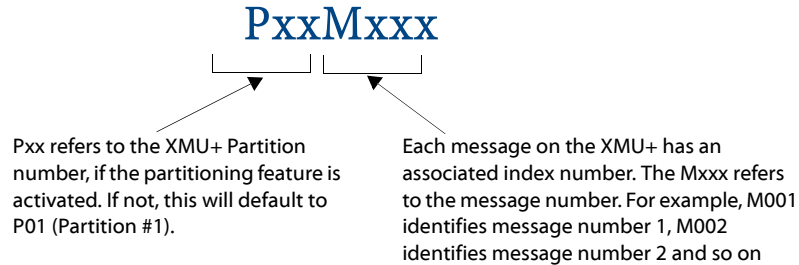 PxxMxxx
Pxx refers to the XMU+ Partition
number, if the partitioning feature is
activated. If not, this will default to
P01 (Partition #1).
Each message on the XMU+ has an
associated index number. The Mxxx refers
to the message number. For example, M001
identifies message number 1, M002
identifies message number 2 and so on